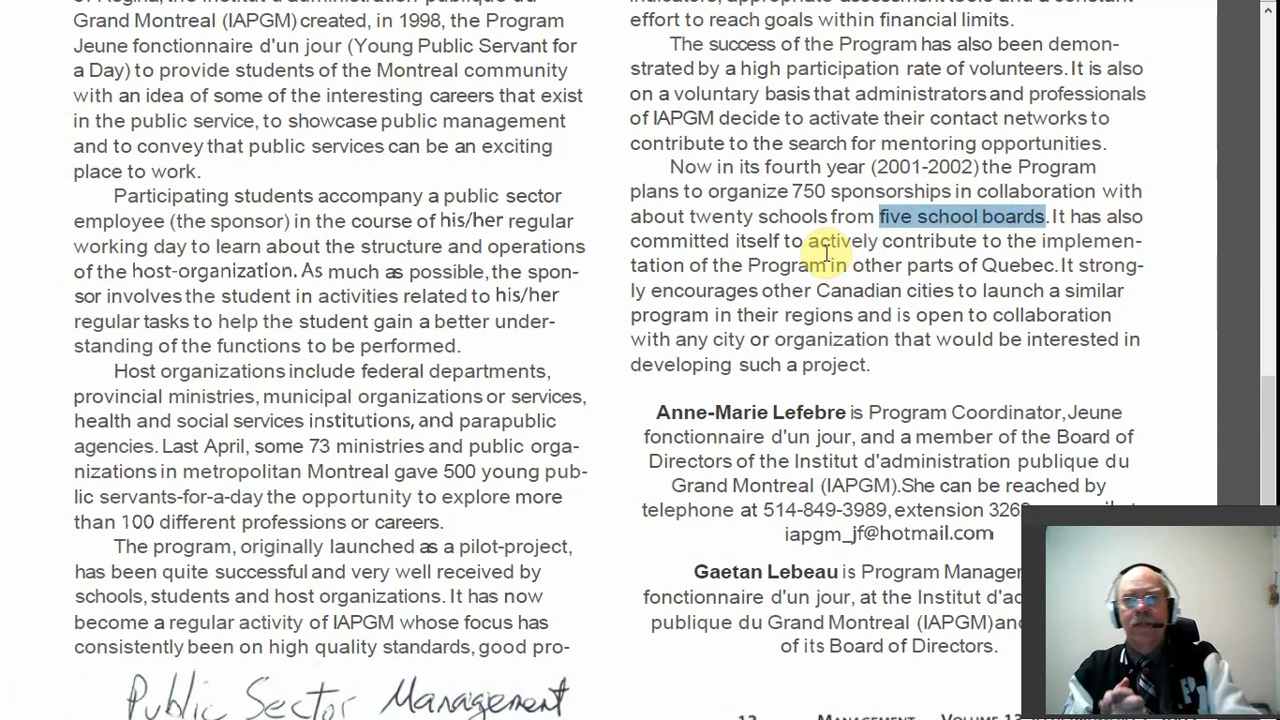 Grand Montreal (IAPGM) created, in 1998, the Program
Jeune fonctionnaire d'un jour (Young Public Servant for
a Day) to provide students of the Montreal community
with an idea of some of the interesting careers that exist
in the public service, to showcase public management
and to convey that public services can be an exciting
place to work.
Participating students accompany a public sector
employee (the sponsor) in the course of his/her regular
working day to learn about the structure and operations
of the host-organization. As much as possible, the spon-
sor involves the student in activities related to his/her
regular tasks to help the student gain a better under-
standing of the functions to be performed.
Host organizations include federal departments,
provincial ministries, municipal organizations or services,
health and social services institutions, and parapublic
agencies. Last April, some 73 ministries and public orga-
nizations in metropolitan Montreal gave 500 young pub-
lic servants-for-a-day the opportunity to explore more
than 100 different professions or careers.
The program, originally launched as a pilot-project,
has been quite successful and very well received by
schools, students and host organizations. It has now
become a regular activity of IAPGM whose focus has
consistently been on high quality standards, good pro-
Public Sector Management
effort to reach goals within financial limits.
The success of the Program has also been demon-
strated by a high participation rate of volunteers. It is also
on a voluntary basis that administrators and professionals
of IAPGM decide to activate their contact networks to
contribute to the search for mentoring opportunities.
Now in its fourth year (2001-2002) the Program
plans to organize 750 sponsorships in collaboration with
about twenty schools from five school boards. It has also
committed itself to actively contribute to the implemen-
tation of the Program in other parts of Quebec. It strong-
ly encourages other Canadian cities to launch a similar
program in their regions and is open to collaboration
with any city or organization that would be interested in
developing such a project.
Anne-Marie Lefebre is Program Coordinator, Jeune
fonctionnaire d'un jour, and a member of the Board of
Directors of the Institut d'administration publique du
Grand Montreal (IAPGM). She can be reached by
telephone at 514-849-3989, extension
iapgm_jf@hotmail.com
Gaetan Lebeau is Program
fonctionnaire d'un jour, at the Institut
publique du Grand Montreal (IAPGM)
of its Board of Directors.
12 MANAGEMENT VOLUME